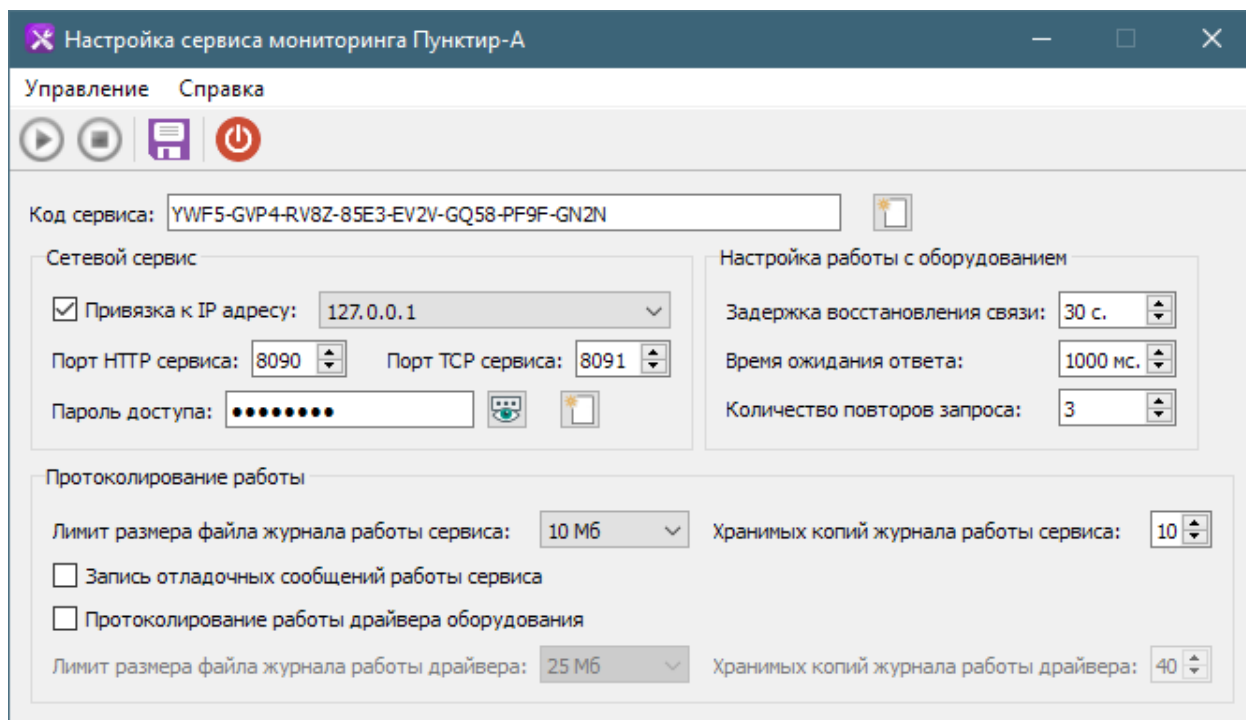 Настройка сервиса мониторинга Пунктир-А
Управление Справка
Код сервиса: YWF5-GVP4-RV8Z-85E3-EV2V-GQ58-PF9F-GN2N
Сетевой сервис
Привязка к IP адресу: 127.0.0.1
Порт HTTP сервиса: 8090 Порт TCP сервиса: 8091
Пароль доступа: ●●●●●●●●
Настройка работы с оборудованием
Задержка восстановления связи: 30 с.
Время ожидания ответа: 1000 мс.
Количество повторов запроса: 3
Протоколирование работы
Лимит размера файла журнала работы сервиса: 10 Мб Хранимых копий журнала работы сервиса: 10
Запись отладочных сообщений работы сервиса
Протоколирование работы драйвера оборудования
Лимит размера файла журнала работы драйвера: 25 Мб Хранимых копий журнала работы драйвера: 40